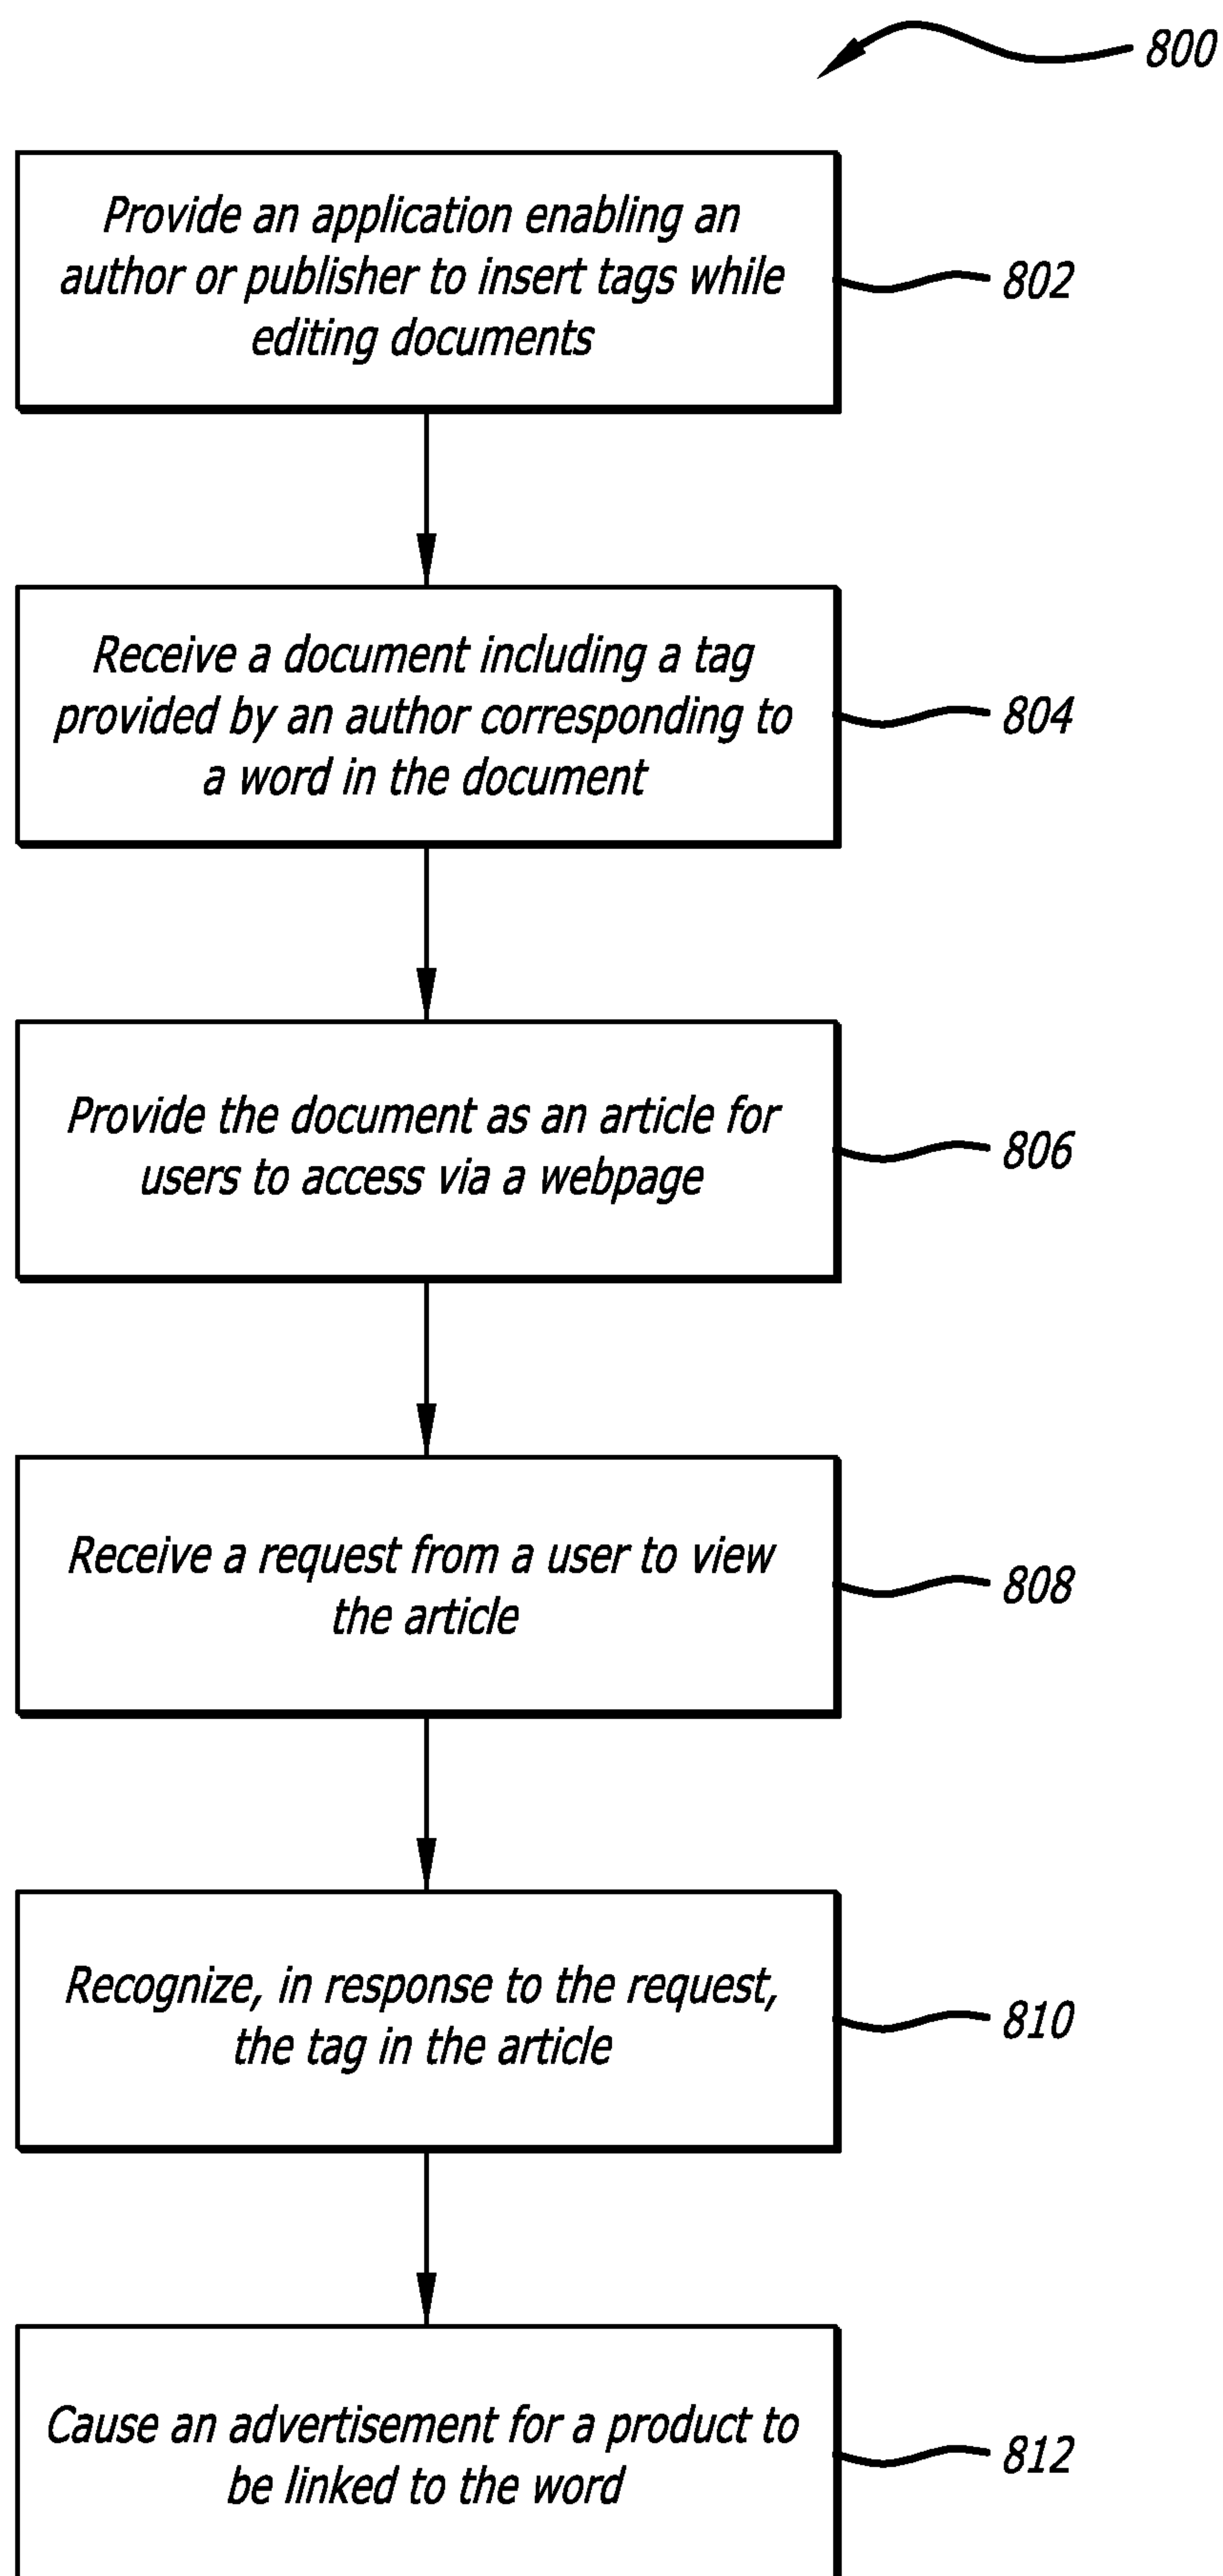 800
Provide an application enabling an
author or publisher to insert tags while
editing documents
802
Receive a document including a tag
provided by an author corresponding to
a word in the document
804
Provide the document as an article for
users to access via a webpage
806
Receive a request from a user to view
the article
808
Recognize, in response to the request,
the tag in the article
810
Cause an advertisement for a product to
be linked to the word
812